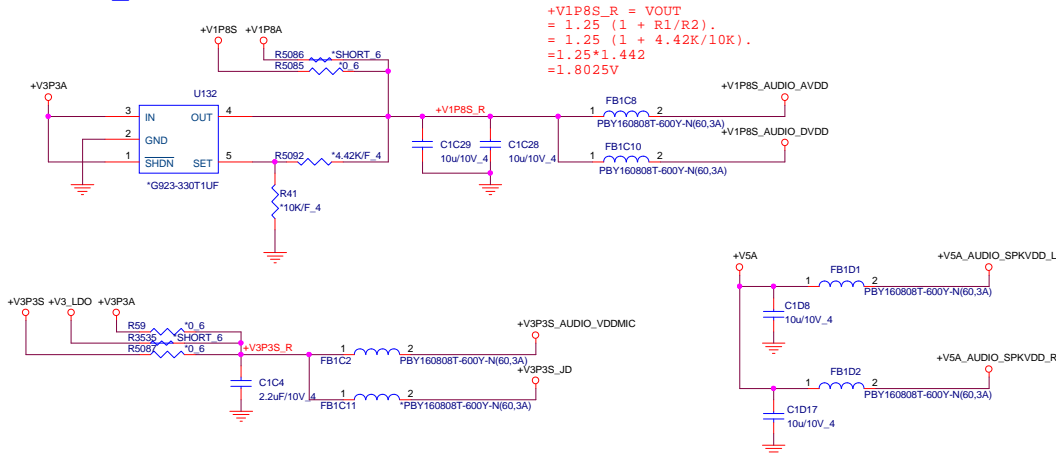 +V1P8S_R = VOUT
= 1.25 (1 + R1/R2).
= 1.25 (1 + 4.42K/10K).
=1.25*1.442
=1.8025V
+V1P8S +V1P8A
R5086 *SHORT_6
R5085 *0_6
+V3P3A
U132
3 IN OUT 4
2 GND
1 SHDN SET 5
*G923-330T1UF
R5092 *4.42K/F_4
R41
*10K/F_4
+V1P8S_R
C1C29
10u/10V_4
C1C28
10u/10V_4
FB1C8
1 2
PBY160808T-600Y-N(60,3A)
+V1P8S_AUDIO_AVDD
FB1C10
1 2
PBY160808T-600Y-N(60,3A)
+V1P8S_AUDIO_DVDD
+V3P3S +V3_LDO +V3P3A
R59 *0_6
R3535 *SHORT_6
R5087 *0_6
+V3P3S_R
C1C4
2.2uF/10V_4
1 2
FB1C2 PBY160808T-600Y-N(60,3A)
+V3P3S_AUDIO_VDDMIC
1 2
FB1C11 *PBY160808T-600Y-N(60,3A)
+V3P3S_JD
+V5A
FB1D1
1 2
PBY160808T-600Y-N(60,3A)
+V5A_AUDIO_SPKVDD_L
C1D8
10u/10V_4
FB1D2
1 2
PBY160808T-600Y-N(60,3A)
+V5A_AUDIO_SPKVDD_R
C1D17
10u/10V_4